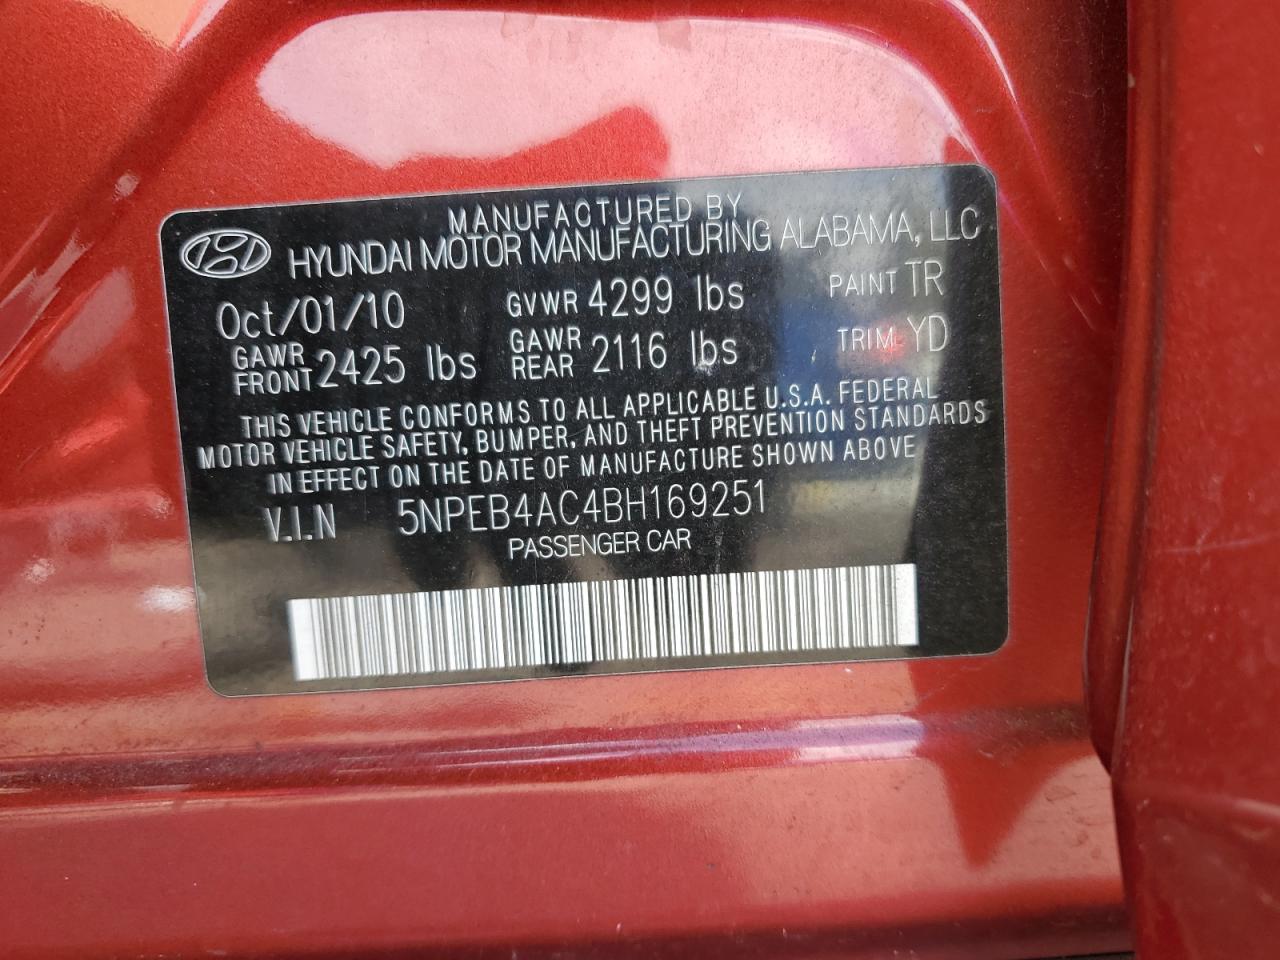 MANUFACTURED BY
HYUNDAI MOTOR MANUFACTURING ALABAMA, LLC
Oct/01/10 GVWR 4299 lbs PAINT TR
GAWR FRONT 2425 lbs GAWR REAR 2116 lbs TRIM YD
THIS VEHICLE CONFORMS TO ALL APPLICABLE U.S.A. FEDERAL
MOTOR VEHICLE SAFETY, BUMPER, AND THEFT PREVENTION STANDARDS
IN EFFECT ON THE DATE OF MANUFACTURE SHOWN ABOVE
V.I.N 5NPEB4AC4BH169251
PASSENGER CAR